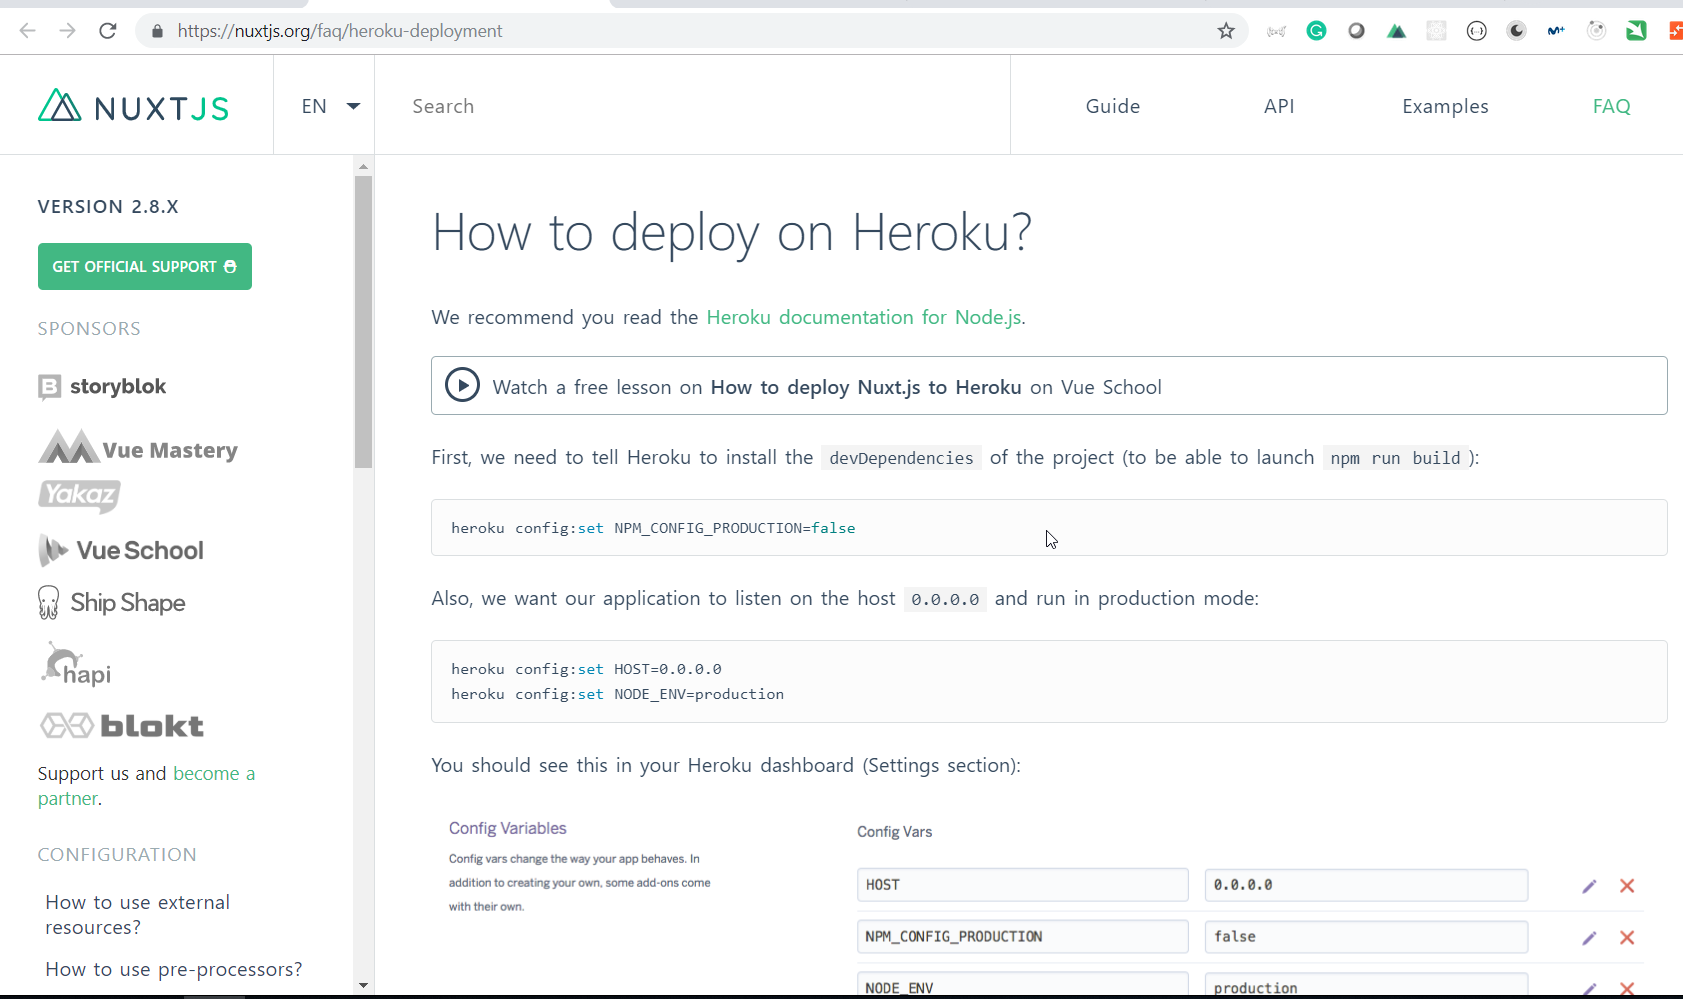 https://nuxtjs.org/faq/heroku-deployment
NUXTJS
EN
Search
Guide
API
Examples
FAQ
VERSION 2.8.X
GET OFFICIAL SUPPORT
SPONSORS
storyblok
Vue Mastery
Yakaz
Vue School
Ship Shape
hapi
blokt
Support us and become a
partner.
CONFIGURATION
How to use external
resources?
How to use pre-processors?
How to deploy on Heroku?
We recommend you read the Heroku documentation for Node.js.
Watch a free lesson on How to deploy Nuxt.js to Heroku on Vue School
First, we need to tell Heroku to install the devDependencies of the project (to be able to launch npm run build ):
heroku config:set NPM_CONFIG_PRODUCTION=false
Also, we want our application to listen on the host 0.0.0.0 and run in production mode:
heroku config:set HOST=0.0.0.0
heroku config:set NODE_ENV=production
You should see this in your Heroku dashboard (Settings section):
Config Variables
Config vars change the way your app behaves. In
addition to creating your own, some add-ons come
with their own.
Config Vars
HOST 0.0.0.0
NPM_CONFIG_PRODUCTION false
NODE_ENV production